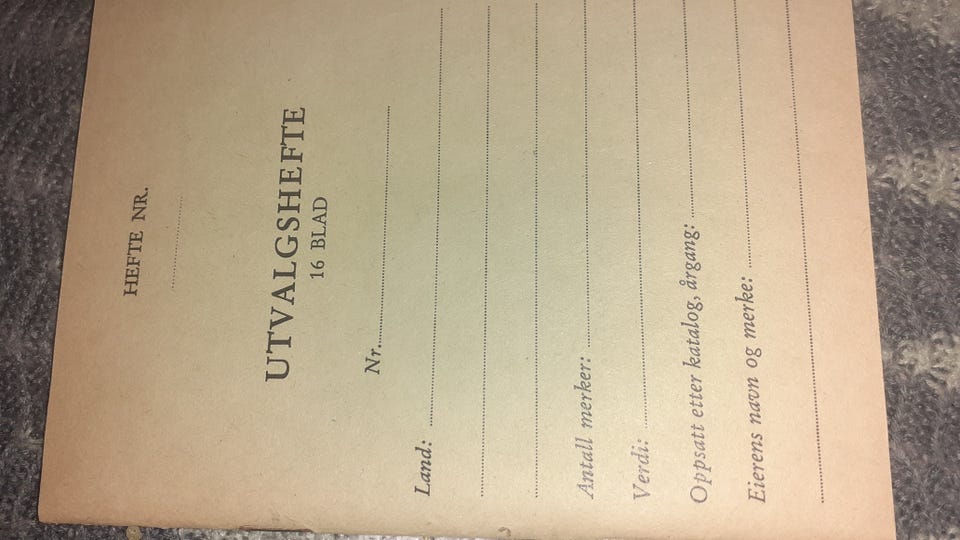 HEFTE NR.
UTVALGSHEFTE
16 BLAD
Nr.
Land:
Antall merker:
Verdi:
Oppsatt etter katalog, årgang:
Eierens navn og merke: